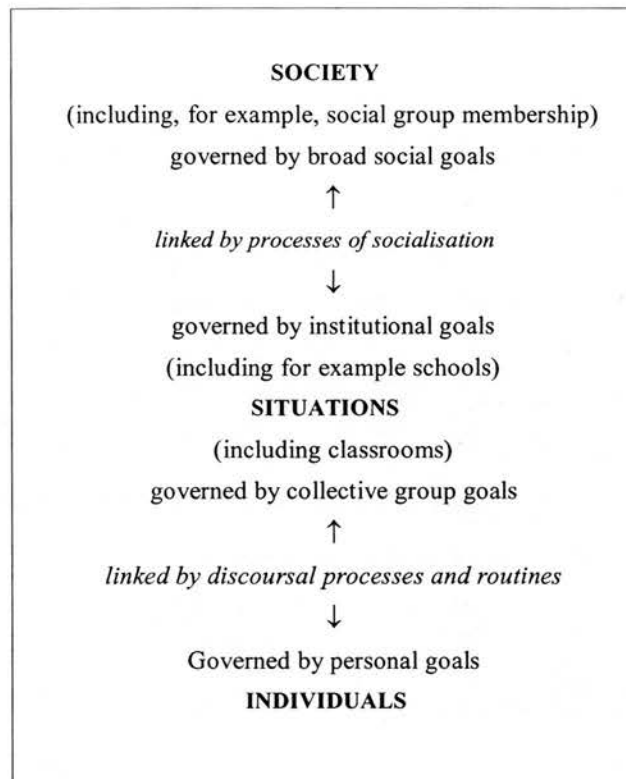 SOCIETY
(including, for example, social group membership)
governed by broad social goals
↑
linked by processes of socialisation
↓
governed by institutional goals
(including for example schools)
SITUATIONS
(including classrooms)
governed by collective group goals
↑
linked by discoursal processes and routines
↓
Governed by personal goals
INDIVIDUALS